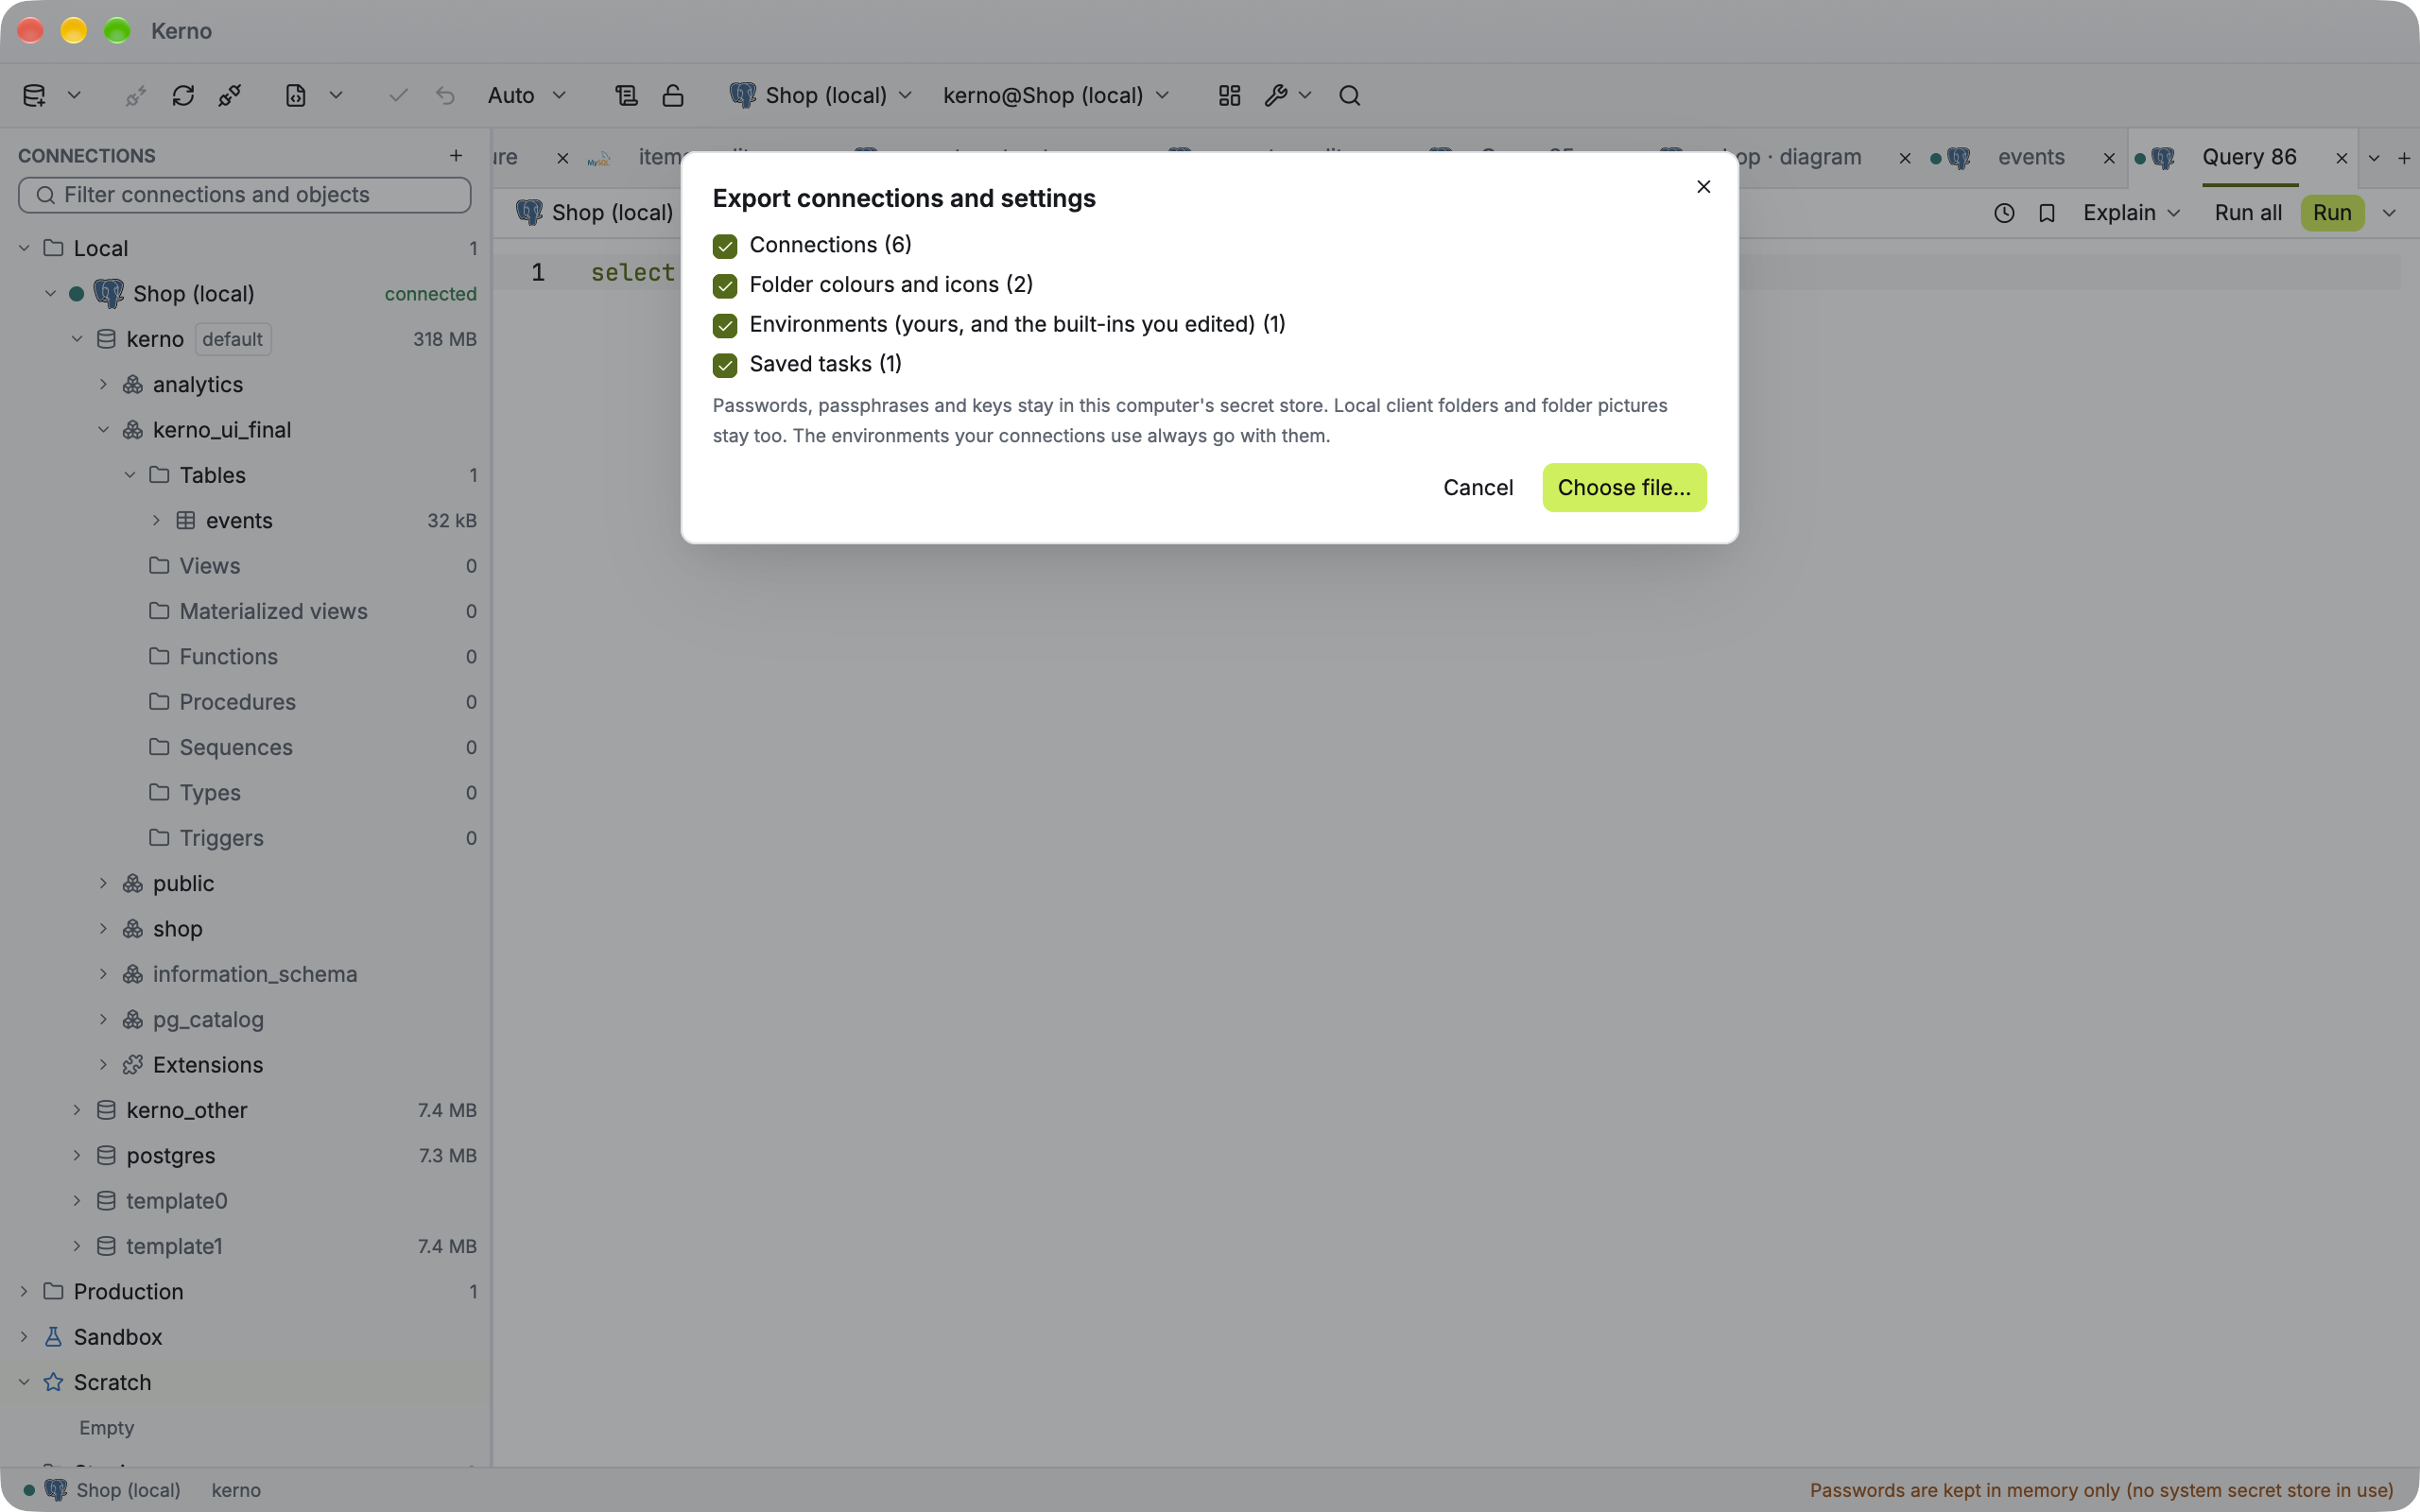 Kerno
Auto
Shop (local)
kerno@Shop (local)
CONNECTIONS
Filter connections and objects
Local 1
Shop (local) connected
kerno default 318 MB
analytics
kerno_ui_final
Tables 1
events 32 kB
Views 0
Materialized views 0
Functions 0
Procedures 0
Sequences 0
Types 0
Triggers 0
public
shop
information_schema
pg_catalog
Extensions
kerno_other 7.4 MB
postgres 7.3 MB
template0
template1 7.4 MB
Production 1
Sandbox
Scratch
Empty
MySQL
diagram
events
Query 86
Shop (local)
Explain
Run all
Run
1 select
Export connections and settings
Connections (6)
Folder colours and icons (2)
Environments (yours, and the built-ins you edited) (1)
Saved tasks (1)
Passwords, passphrases and keys stay in this computer's secret store. Local client folders and folder pictures
stay too. The environments your connections use always go with them.
Cancel
Choose file...
Shop (local)
kerno
Passwords are kept in memory only (no system secret store in use)